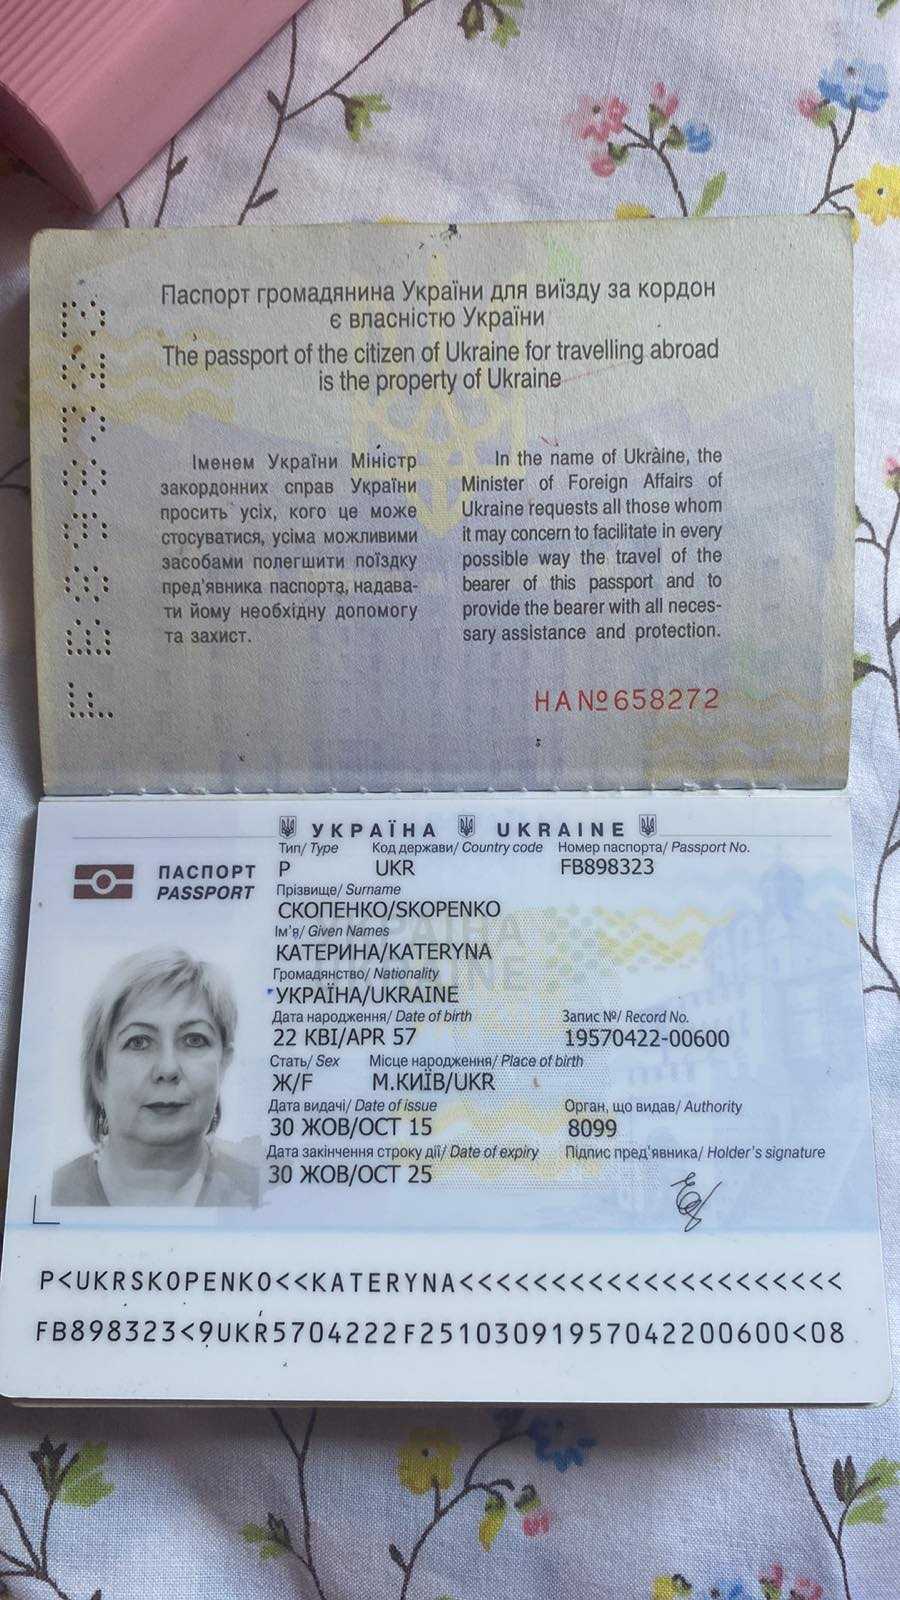 Паспорт громадянина України для виїзду за кордон
є власністю України
The passport of the citizen of Ukraine for travelling abroad
is the property of Ukraine
Іменем України Міністр
закордонних справ України
просить усіх, кого це може
стосуватися, усіма можливими
засобами полегшити поїздку
пред'явника паспорта, надава-
ти йому необхідну допомогу
та захист.
In the name of Ukraine, the
Minister of Foreign Affairs of
Ukraine requests all those whom
it may concern to facilitate in every
possible way the travel of the
bearer of this passport and to
provide the bearer with all neces-
sary assistance and protection.
НА№658272
FB898323
УКРАЇНА UKRAINE
ПАСПОРТ
PASSPORT
Тип/ Type Код держави/ Country code Номер паспорта/ Passport No.
P UKR FB898323
Прізвище/ Surname
СКОПЕНКО/SKOPENKO
Ім'я/ Given Names
КАТЕРИНА/KATERYNA
Громадянство/ Nationality
УКРАЇНА/UKRAINE
Дата народження/ Date of birth Запис №/ Record No.
22 КВІ/APR 57 19570422-00600
Стать/ Sex Місце народження/ Place of birth
Ж/F М.КИЇВ/UKR
Дата видачі/ Date of issue Орган, що видав/ Authority
30 ЖОВ/OCT 15 8099
Дата закінчення строку дії/ Date of expiry Підпис пред'явника/ Holder's signature
30 ЖОВ/OCT 25
P<UKRSKOPENKO<<KATERYNA<<<<<<<<<<<<<<<<<<<<<
FB898323<9UKR5704222F2510309195704220​0600<08